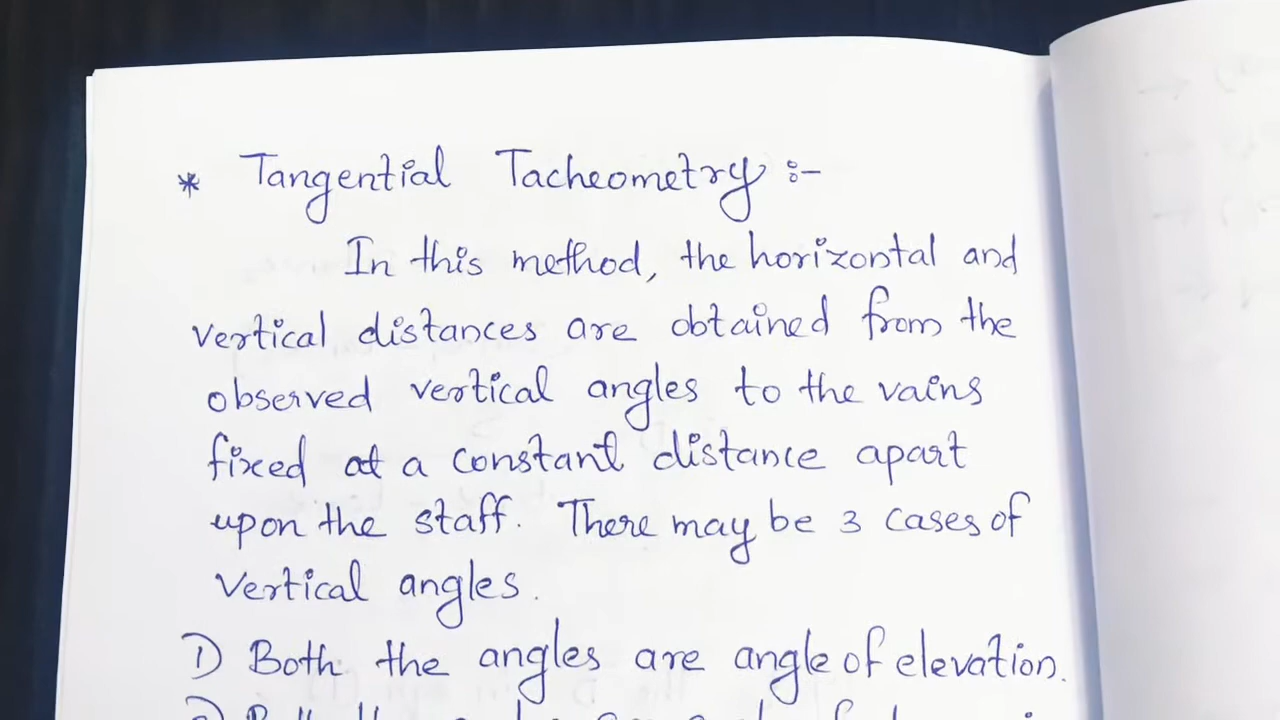 * Tangential Tacheometry :-
In this method, the horizontal and
vertical distances are obtained from the
observed vertical angles to the vains
fixed at a constant distance apart
upon the staff. There may be 3 cases of
Vertical angles.
1) Both the angles are angle of elevation.